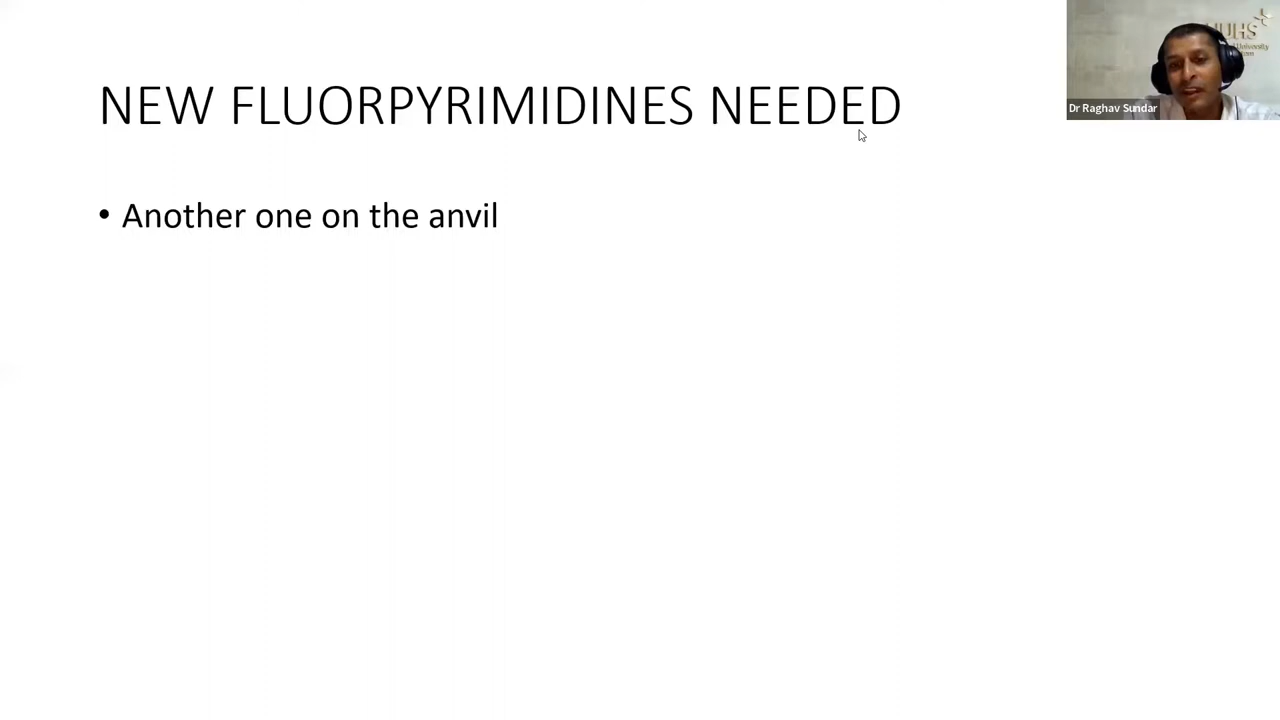 NEW FLUORPYRIMIDINES NEEDED
• Another one on the anvil
Dr Raghav Sundar